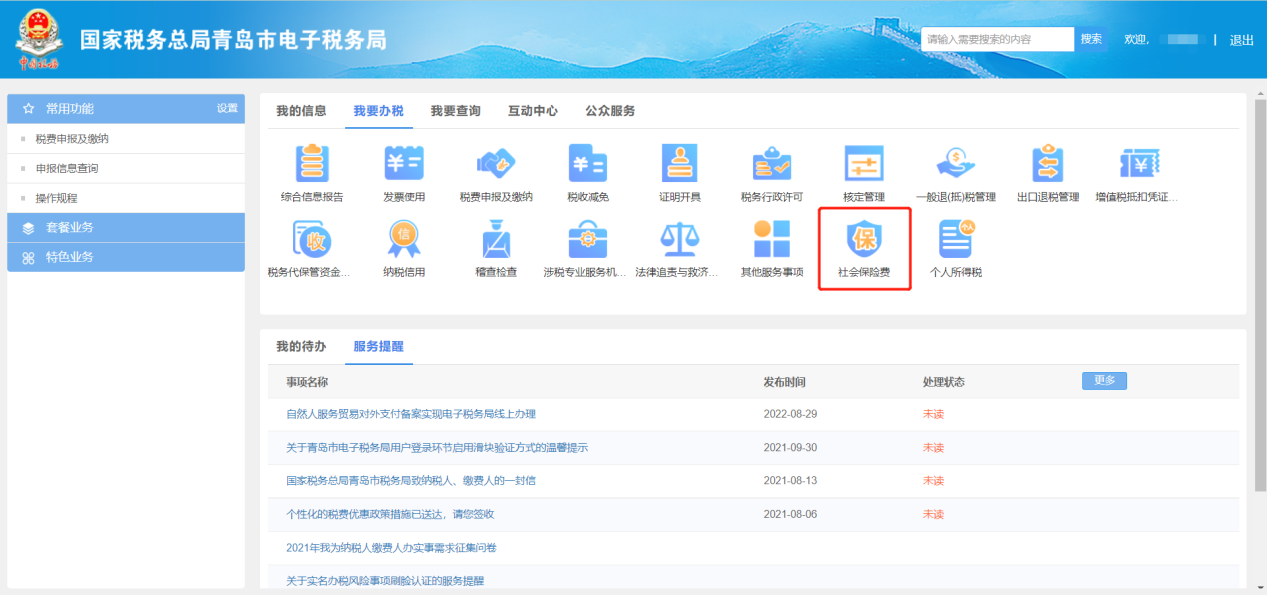 国家税务总局青岛市电子税务局
中国税务
请输入需要搜索的内容 搜索 欢迎, | 退出
常用功能 设置
税费申报及缴纳
申报信息查询
操作规程
套餐业务
特色业务
我的信息 我要办税 我要查询 互动中心 公众服务
综合信息报告 发票使用 税费申报及缴纳 税收减免 证明开具 税务行政许可 核定管理 一般退(抵)税管理 出口退税管理 增值税抵扣凭证...
收 信 保 个人
税务代保管资金... 纳税信用 稽查检查 涉税专业服务机... 法律追责与救济... 其他服务事项 社会保险费 个人所得税
我的待办 服务提醒
事项名称 发布时间 处理状态 更多
自然人服务贸易对外支付备案实现电子税务局线上办理 2022-08-29 未读
关于青岛市电子税务局用户登录环节启用滑块验证方式的温馨提示 2021-09-30 未读
国家税务总局青岛市税务局致纳税人、缴费人的一封信 2021-08-13 未读
个性化的税费优惠政策措施已送达，请您签收 2021-08-06 未读
2021年我为纳税人缴费人办实事需求征集问卷
关于实名办税风险事项刷脸认证的服务提醒